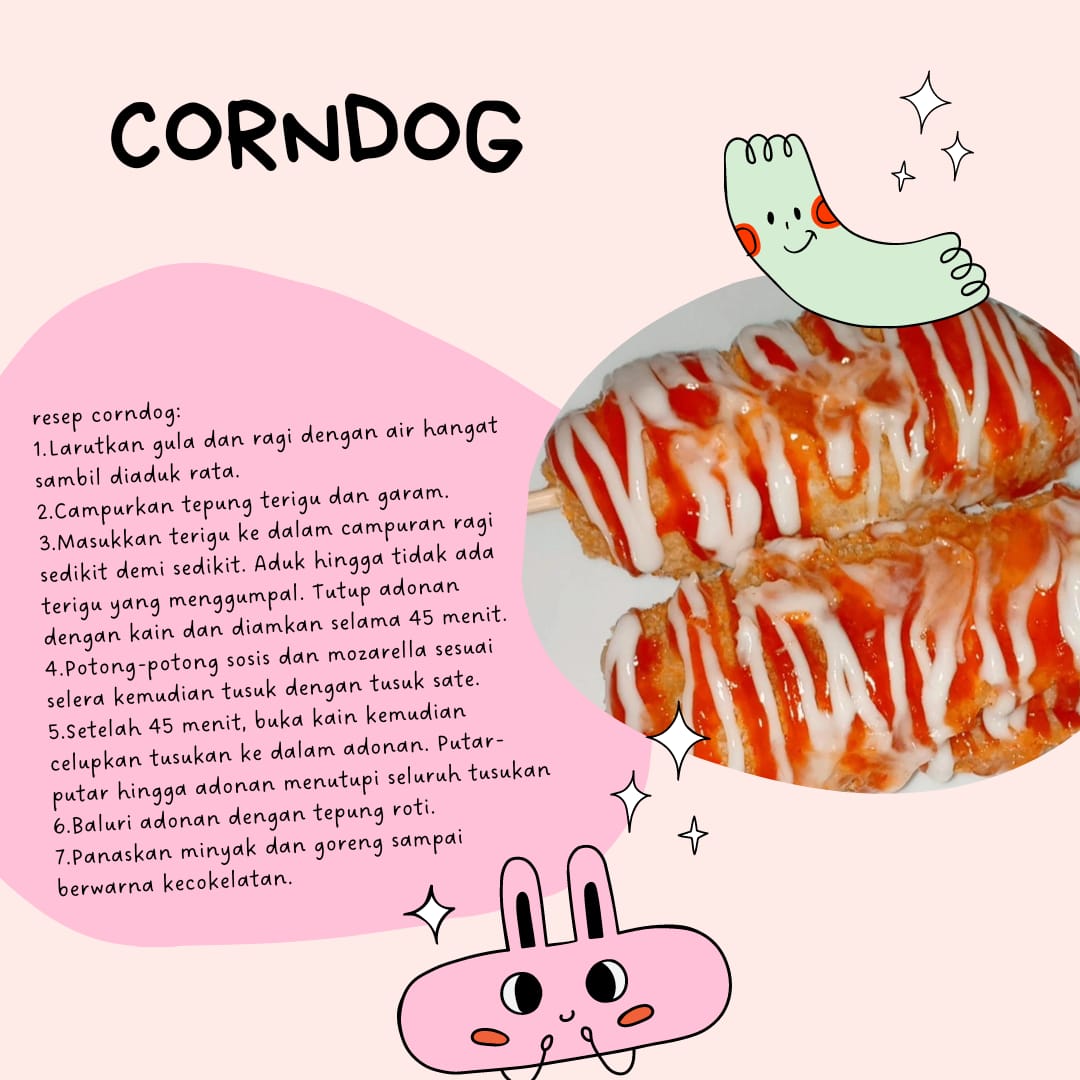 CORNDOG
resep corndog:
1.Larutkan gula dan ragi dengan air hangat
sambil diaduk rata.
2.Campurkan tepung terigu dan garam.
3.Masukkan terigu ke dalam campuran ragi
sedikit demi sedikit. Aduk hingga tidak ada
terigu yang menggumpal. Tutup adonan
dengan kain dan diamkan selama 45 menit.
4.Potong-potong sosis dan mozarella sesuai
selera kemudian tusuk dengan tusuk sate.
5.Setelah 45 menit, buka kain kemudian
celupkan tusukan ke dalam adonan. Putar-
putar hingga adonan menutupi seluruh tusukan
6.Baluri adonan dengan tepung roti.
7.Panaskan minyak dan goreng sampai
berwarna kecokelatan.